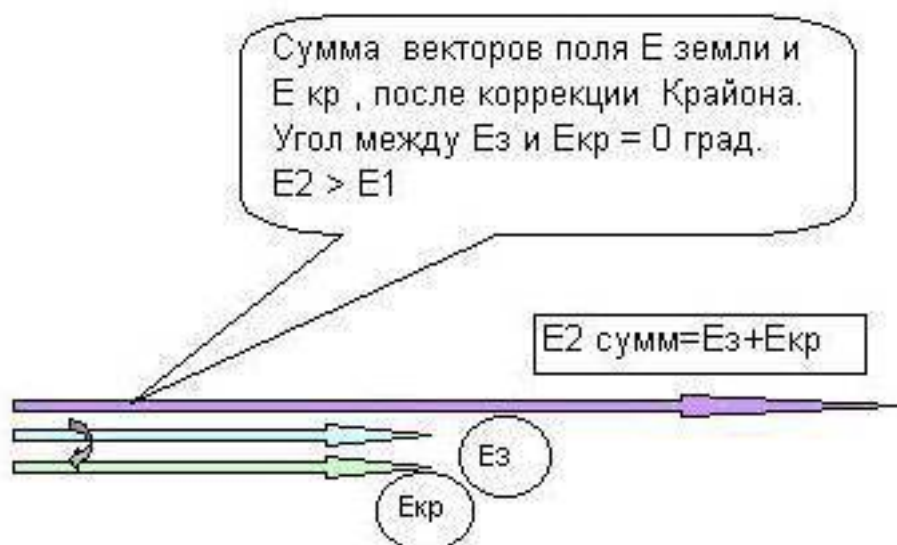 Сумма векторов поля Е земли и
Е кр , после коррекции Крайона.
Угол между Ез и Екр = 0 град.
Е2 > Е1
Е2 сумм=Ез+Екр
Ез
Екр